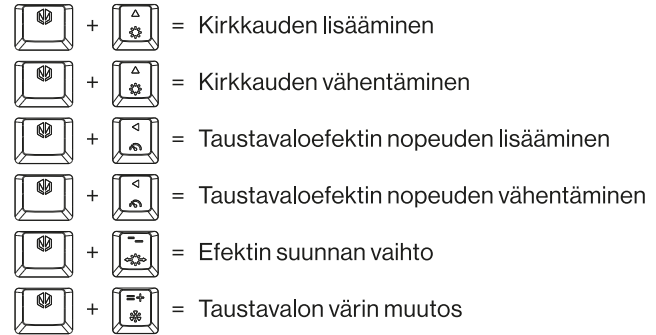 + = Kirkkauden lisääminen
+ = Kirkkauden vähentäminen
+ = Taustavaloefektin nopeuden lisääminen
+ = Taustavaloefektin nopeuden vähentäminen
+ -_ = Efektin suunnan vaihto
+ =+ = Taustavalon värin muutos